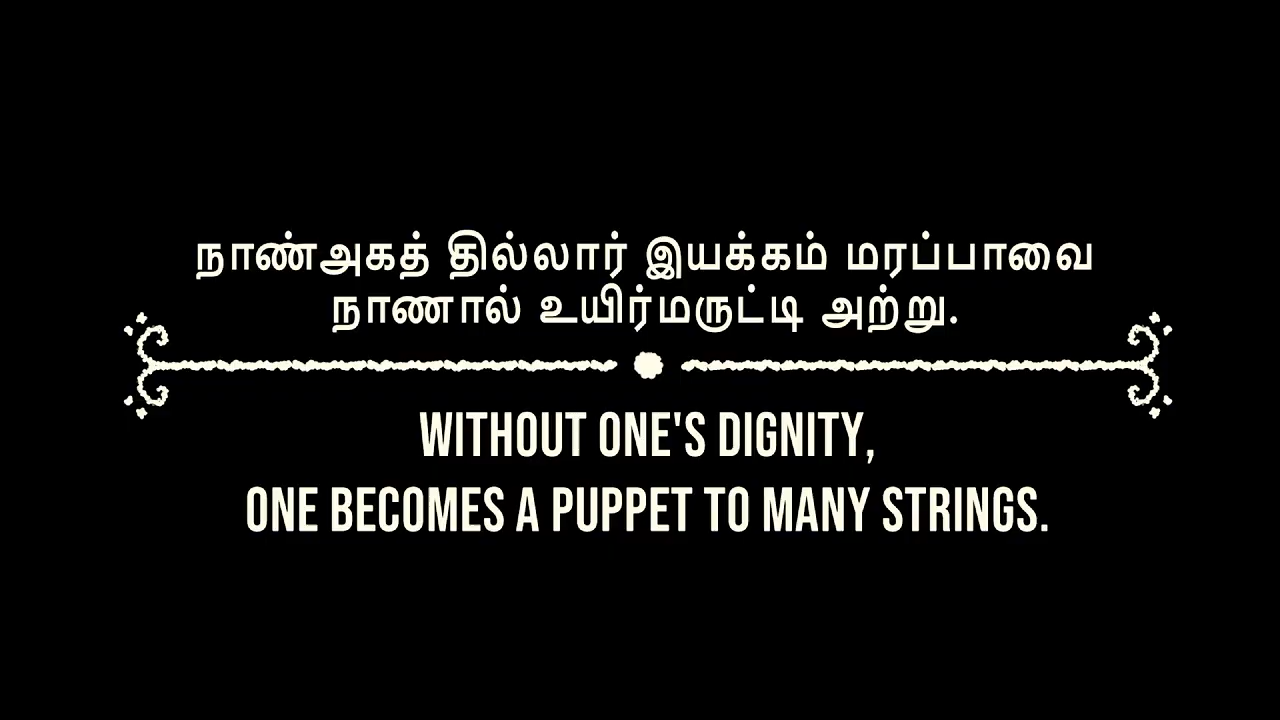 நாண்அகத் தில்லார் இயக்கம் மரப்பாவை
நாணால் உயிர்மருட்டி அற்று.
WITHOUT ONE'S DIGNITY,
ONE BECOMES A PUPPET TO MANY STRINGS.